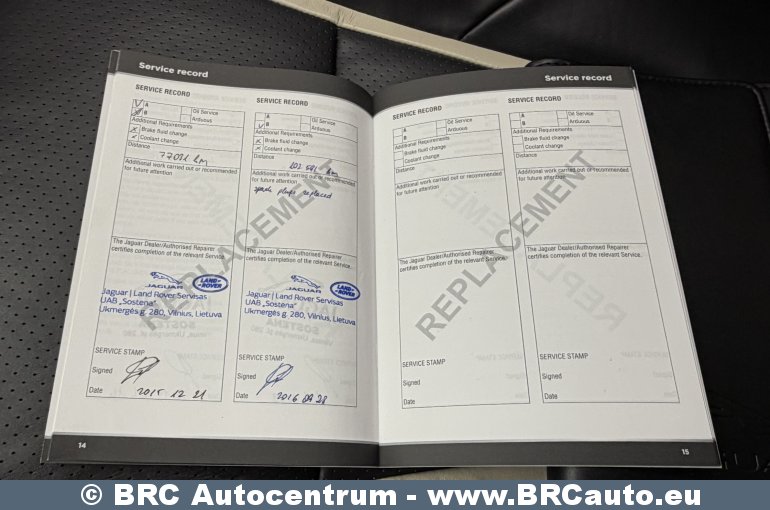 Service record
SERVICE RECORD
A
B
Oil Service
Arduous
Additional Requirements
Brake fluid change
Coolant change
Distance
km
Additional work carried out or recommended
for future attention
The Jaguar Dealer/Authorised Repairer
certifies completion of the relevant Service.
JAGUAR
LAND
ROVER
Jaguar | Land Rover Servisas
UAB „Sostena"
Ukmergės g. 280, Vilnius, Lietuva
SERVICE STAMP
Signed
Date 2015 12 21
14
SERVICE RECORD
A
B
Oil Service
Arduous
Additional Requirements
Brake fluid change
Coolant change
Distance
km
Additional work carried out or recommended
for future attention
spark plugs replaced
The Jaguar Dealer/Authorised Repairer
certifies completion of the relevant Service.
JAGUAR
LAND
ROVER
Jaguar | Land Rover Servisas
UAB „Sostena"
Ukmergės g. 280, Vilnius, Lietuva
SERVICE STAMP
Signed
Date 2016 09 28
REPLACEMENT
Service record
SERVICE RECORD
A
B
Oil Service
Arduous
Additional Requirements
Brake fluid change
Coolant change
Distance
Additional work carried out or recommended
for future attention
The Jaguar Dealer/Authorised Repairer
certifies completion of the relevant Service.
SERVICE STAMP
Signed
Date
SERVICE RECORD
A
B
Oil Service
Arduous
Additional Requirements
Brake fluid change
Coolant change
Distance
Additional work carried out or recommended
for future attention
The Jaguar Dealer/Authorised Repairer
certifies completion of the relevant Service.
SERVICE STAMP
Signed
Date
REPLACEMENT
15
© BRC Autocentrum - www.BRCauto.eu